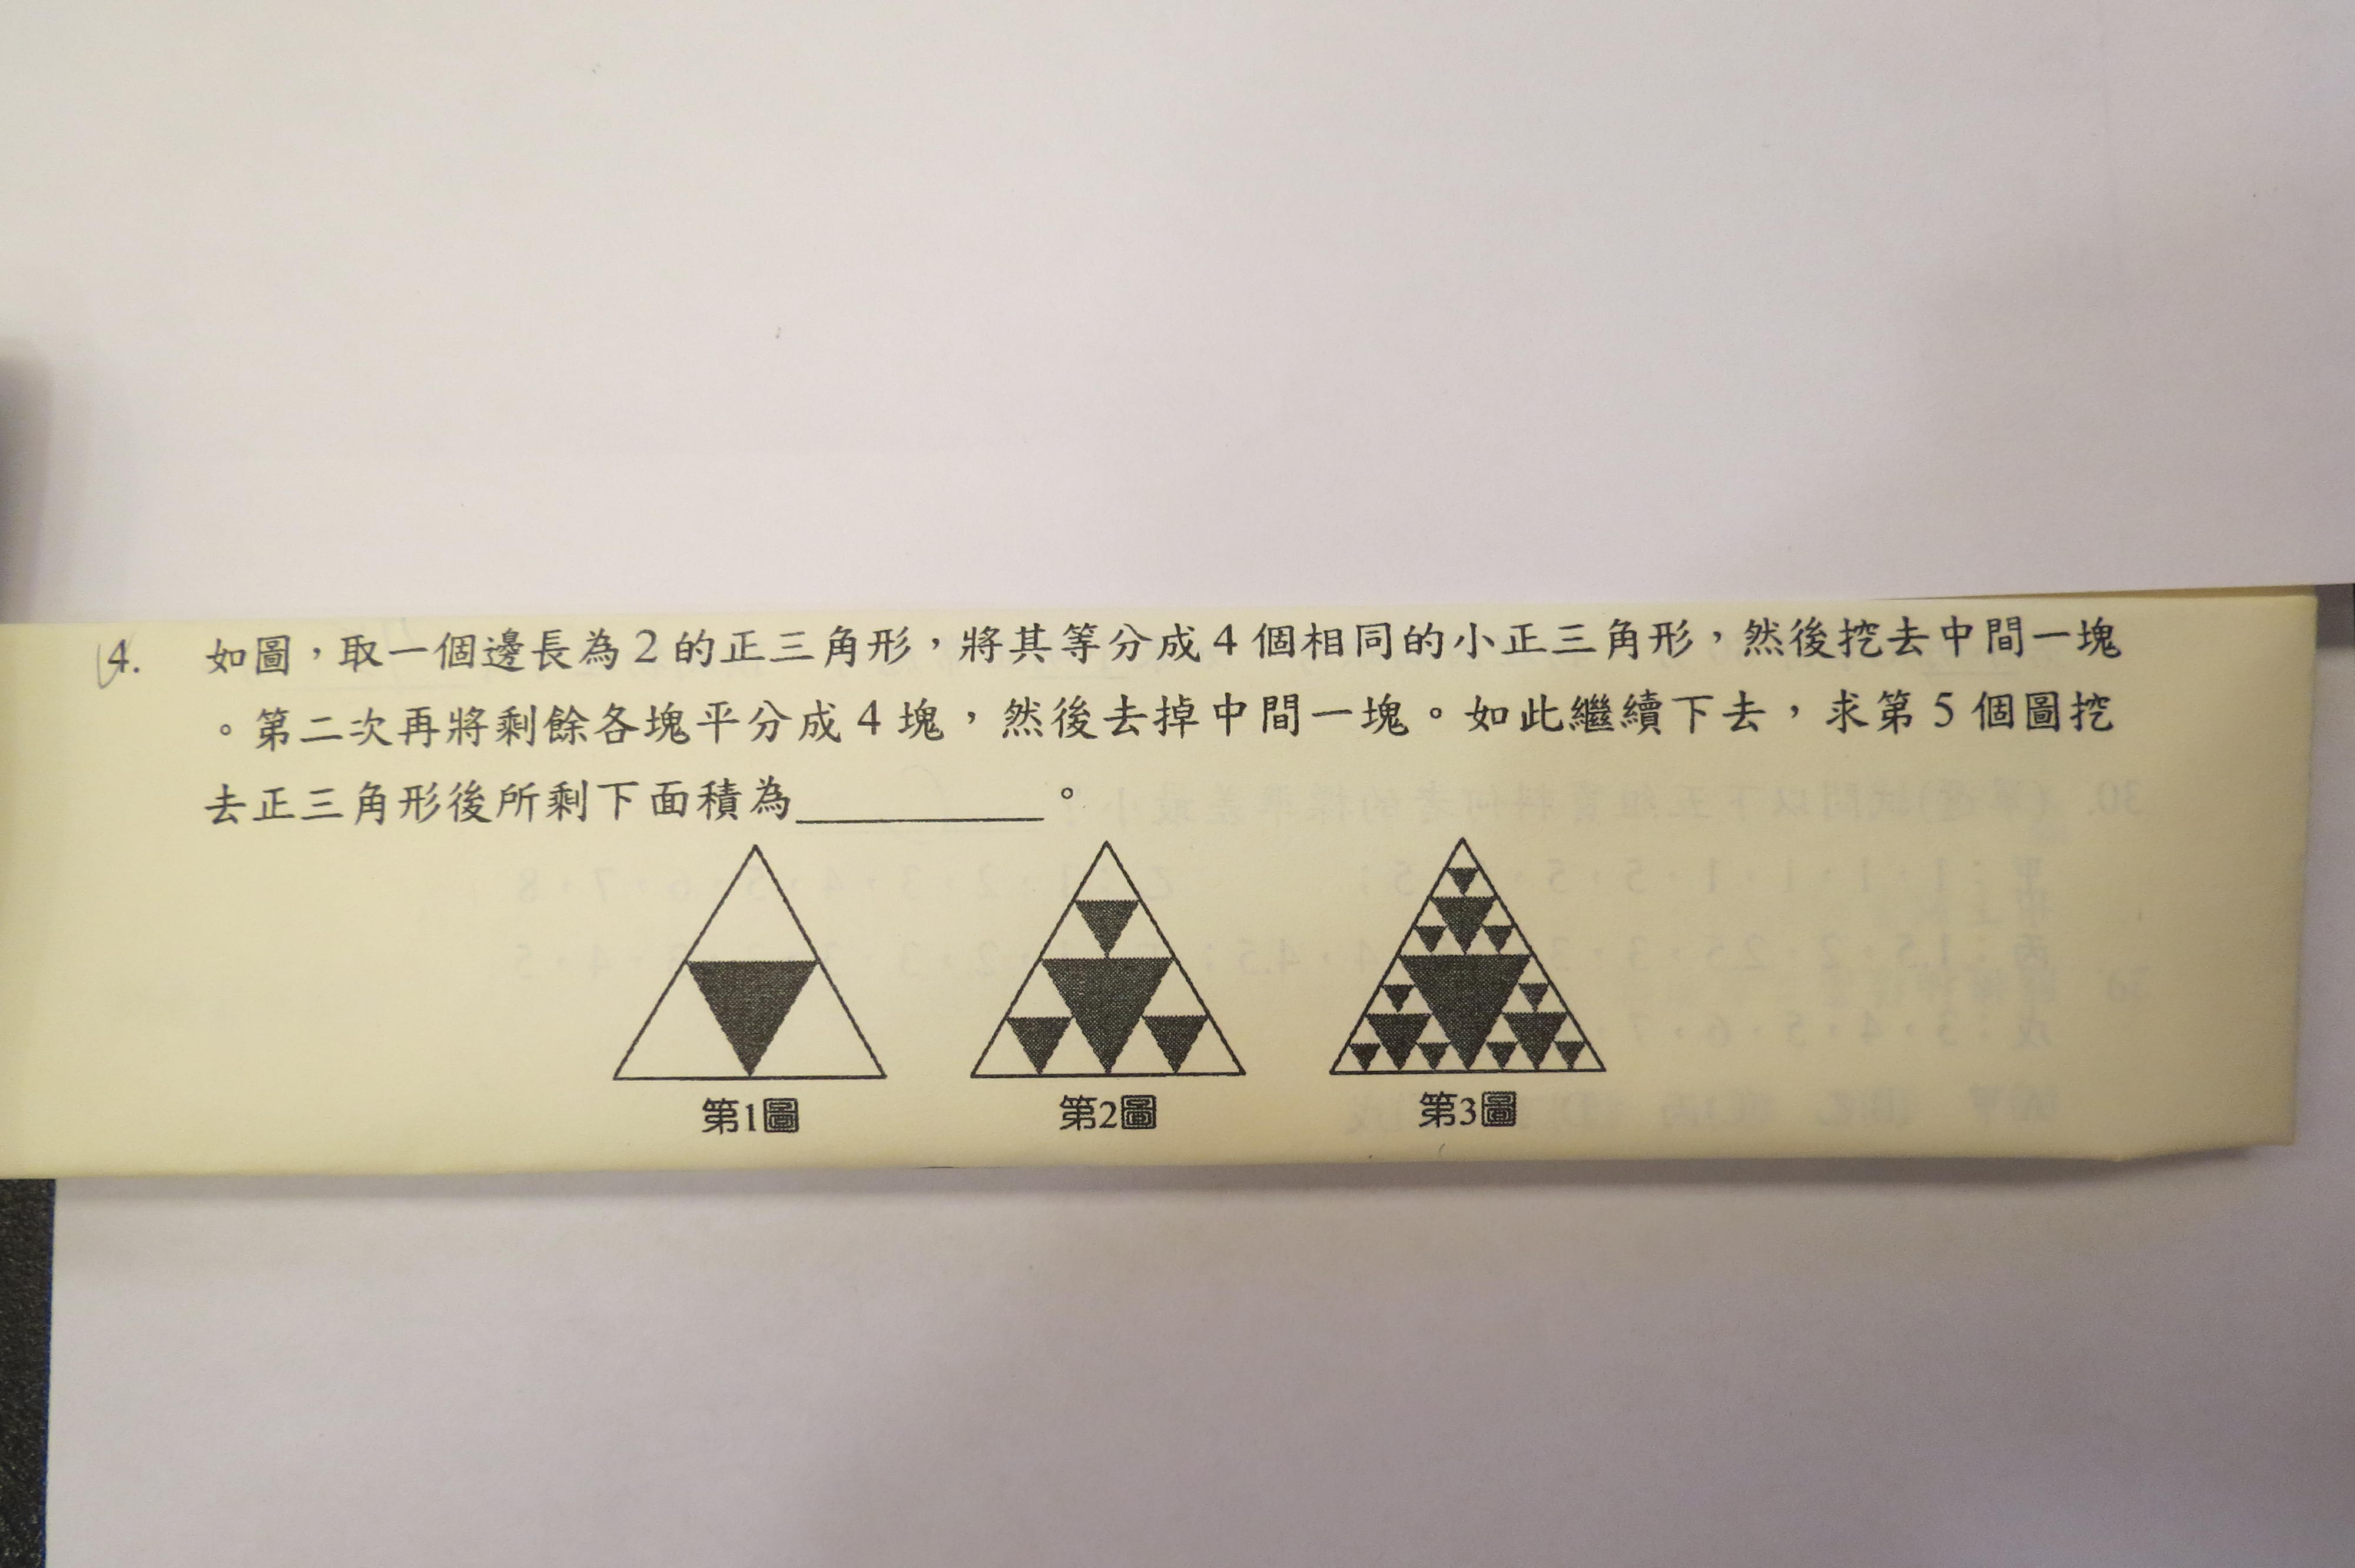 4. 如圖，取一個邊長為2的正三角形，將其等分成4個相同的小正三角形，然後挖去中間一塊
。第二次再將剩餘各塊平分成4塊，然後去掉中間一塊。如此繼續下去，求第5個圖挖
去正三角形後所剩下面積為__________。
第1圖 第2圖 第3圖